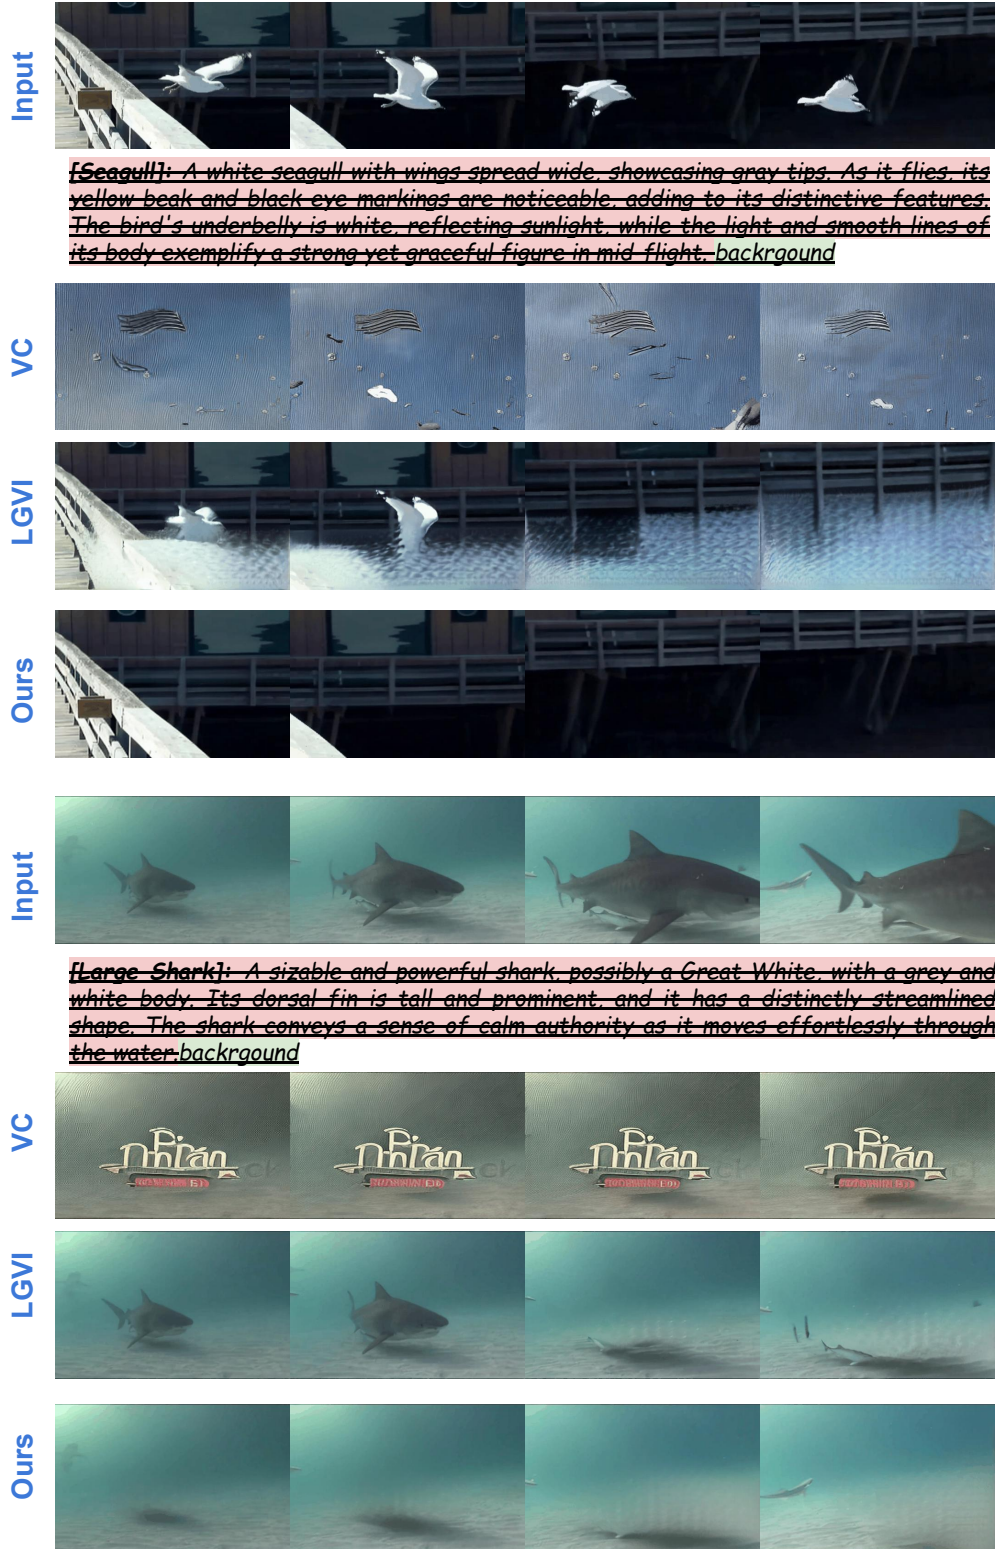 Input
[Seagull]: A white seagull with wings spread wide, showcasing gray tips. As it flies, its
yellow beak and black eye markings are noticeable, adding to its distinctive features.
The bird's underbelly is white, reflecting sunlight, while the light and smooth lines of
its body exemplify a strong yet graceful figure in mid-flight. backrgound
VC
LGVI
Ours
Input
[Large Shark]: A sizable and powerful shark, possibly a Great White, with a grey and
white body. Its dorsal fin is tall and prominent, and it has a distinctly streamlined
shape. The shark conveys a sense of calm authority as it moves effortlessly through
the water.backrgound
VC
LGVI
Ours